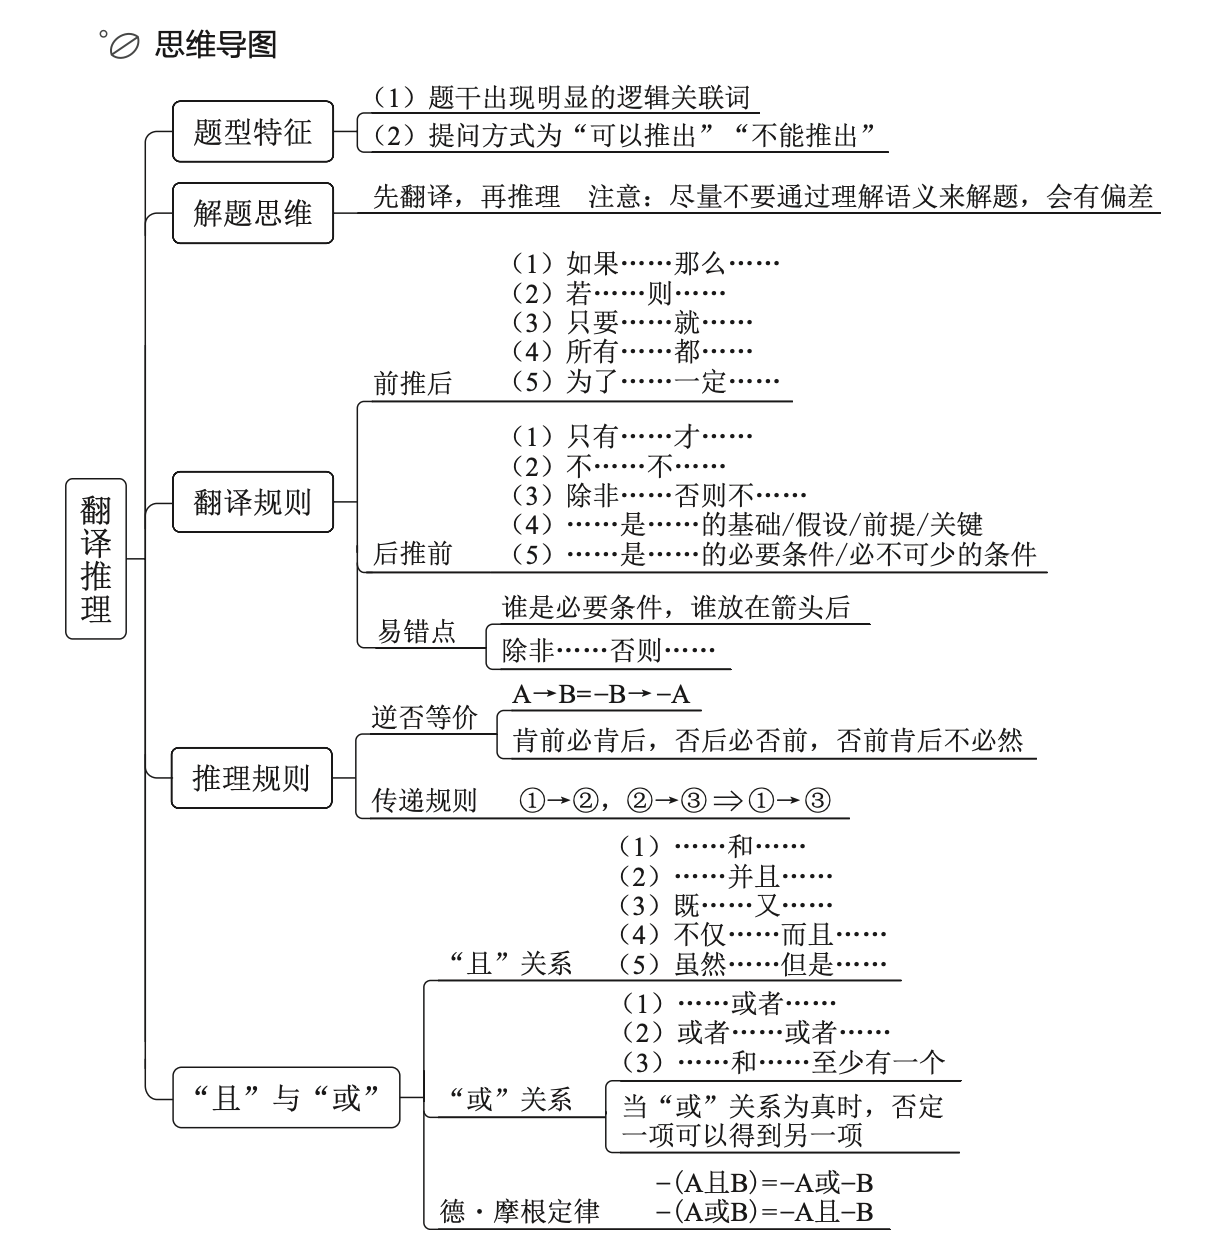 思维导图
翻译推理
题型特征
（1）题干出现明显的逻辑关联词
（2）提问方式为“可以推出”“不能推出”
解题思维
先翻译，再推理　注意：尽量不要通过理解语义来解题，会有偏差
翻译规则
前推后
（1）如果……那么……
（2）若……则……
（3）只要……就……
（4）所有……都……
（5）为了……一定……
后推前
（1）只有……才……
（2）不……不……
（3）除非……否则不……
（4）……是……的基础/假设/前提/关键
（5）……是……的必要条件/必不可少的条件
易错点
谁是必要条件，谁放在箭头后
除非……否则……
推理规则
逆否等价
A→B=−B→−A
肯前必肯后，否后必否前，否前肯后不必然
传递规则　①→②，②→③⇒①→③
“且”与“或”
“且”关系
（1）……和……
（2）……并且……
（3）既……又……
（4）不仅……而且……
（5）虽然……但是……
“或”关系
（1）……或者……
（2）或者……或者……
（3）……和……至少有一个
当“或”关系为真时，否定
一项可以得到另一项
德·摩根定律
−(A且B)=−A或−B
−(A或B)=−A且−B